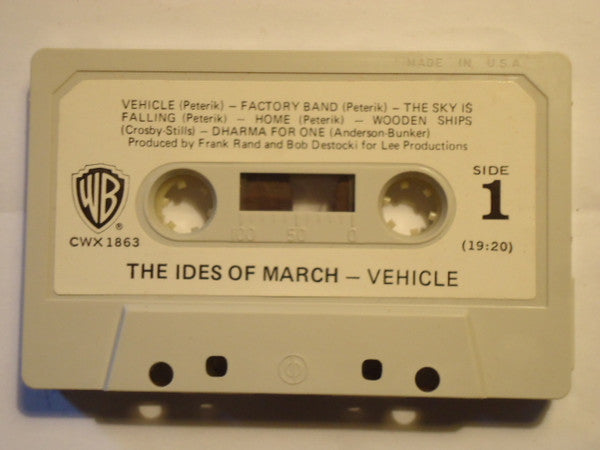 MADE IN U.S.A
VEHICLE (Peterik) – FACTORY BAND (Peterik) – THE SKY IS
FALLING (Peterik) – HOME (Peterik) – WOODEN SHIPS
(Crosby-Stills) – DHARMA FOR ONE (Anderson-Bunker)
Produced by Frank Rand and Bob Destocki for Lee Productions
WB®
CWX 1863
100 50 0
SIDE
1
(19:20)
THE IDES OF MARCH – VEHICLE